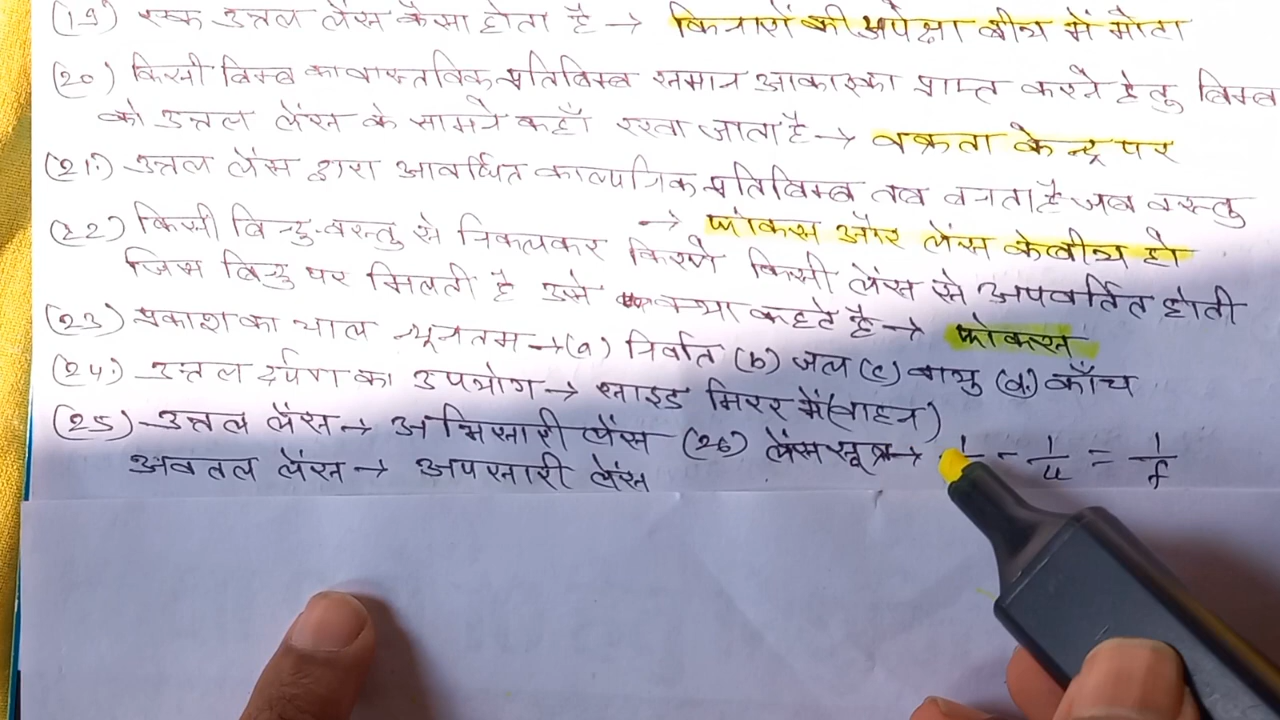 (19) एक उत्तल लेंस कैसा होता है → किनारों की अपेक्षा बीच में मोटा
(20) किसी बिम्ब का वास्तविक प्रतिबिम्ब समान आकार का प्राप्त करने हेतु बिम्ब
को उत्तल लेंस के सामने कहाँ रखा जाता है → वक्रता केन्द्र पर
(21) उत्तल लेंस द्वारा आवर्धित काल्पनिक प्रतिबिम्ब तब बनता है जब वस्तु
→ फोकस और लेंस के बीच हो
(22) किसी बिन्दु-वस्तु से निकलकर किरणें किसी लेंस से अपवर्तित होती
जिस बिन्दु पर मिलती है उसे क्या कहते है → फोकस
(23) प्रकाश का चाल न्यूनतम → (a) निर्वात (b) जल (c) वायु (d) काँच
(24) उत्तल दर्पण का उपयोग → साइड मिरर में (वाहन)
(25) उत्तल लेंस → अभिसारी लेंस (26) लेंस सूत्र → 1/ - 1/u = 1/f
अवतल लेंस → अपसारी लेंस